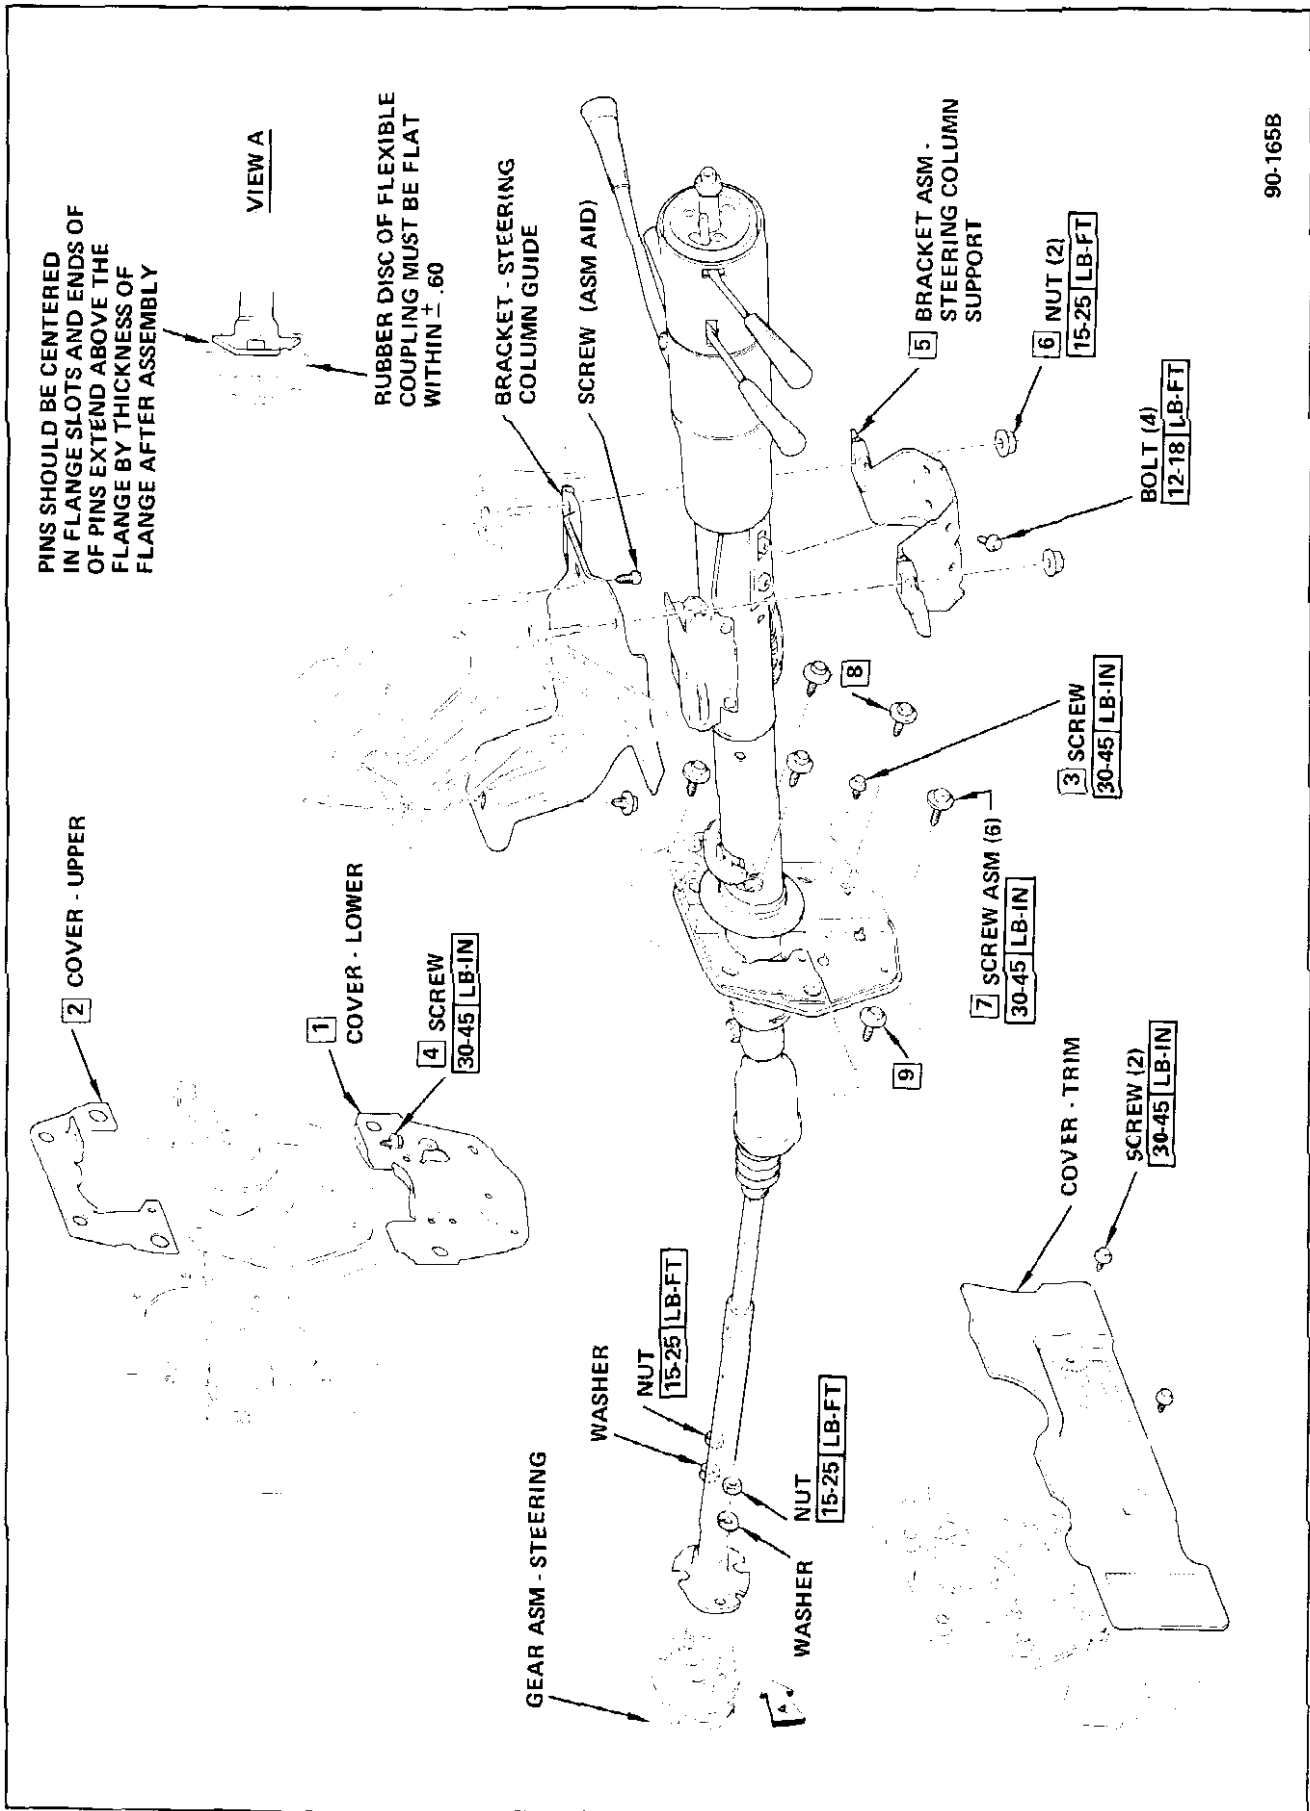 PINS SHOULD BE CENTERED
IN FLANGE SLOTS AND ENDS OF
OF PINS EXTEND ABOVE THE
FLANGE BY THICKNESS OF
FLANGE AFTER ASSEMBLY
VIEW A
RUBBER DISC OF FLEXIBLE
COUPLING MUST BE FLAT
WITHIN ± .60
BRACKET - STEERING
COLUMN GUIDE
SCREW (ASM AID)
2 COVER - UPPER
1
COVER - LOWER
4 SCREW
30-45 LB-IN
5 BRACKET ASM -
STEERING COLUMN
SUPPORT
6 NUT (2)
15-25 LB-FT
BOLT (4)
12-18 LB-FT
8
3 SCREW
30-45 LB-IN
7 SCREW ASM (6)
30-45 LB-IN
9
GEAR ASM - STEERING
WASHER
NUT
15-25 LB-FT
NUT
15-25 LB-FT
WASHER
A
COVER - TRIM
SCREW (2)
30-45 LB-IN
90-165B